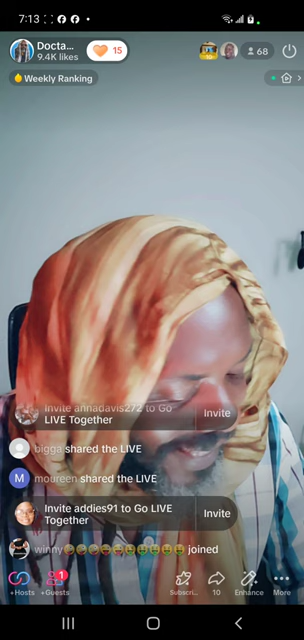 7:13
Docta...
9.4K likes
15
10
68
Weekly Ranking
Invite annadavis272 to Go
LIVE Together
Invite
bigga shared the LIVE
M
moureen shared the LIVE
Invite addies91 to Go LIVE
Together
Invite
winny🤣🤣🤣🤣🤑🤑🤑🤑🤑🤑 joined
1
+Hosts
+Guests
Subscri...
10
Enhance
More